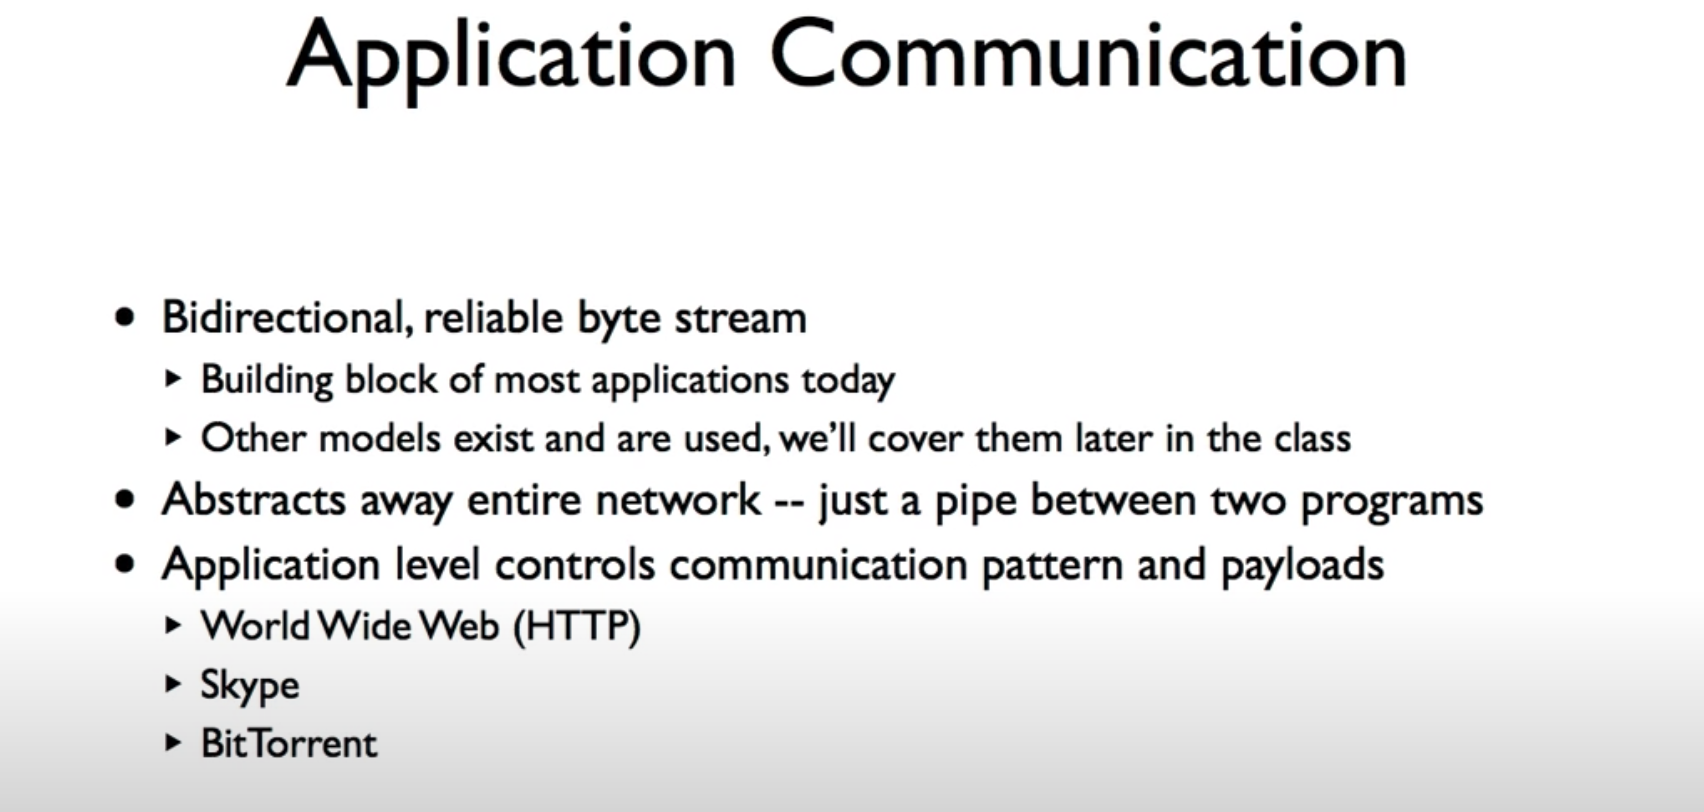 Application Communication
• Bidirectional, reliable byte stream
▸ Building block of most applications today
▸ Other models exist and are used, we’ll cover them later in the class
• Abstracts away entire network -- just a pipe between two programs
• Application level controls communication pattern and payloads
▸ World Wide Web (HTTP)
▸ Skype
▸ BitTorrent